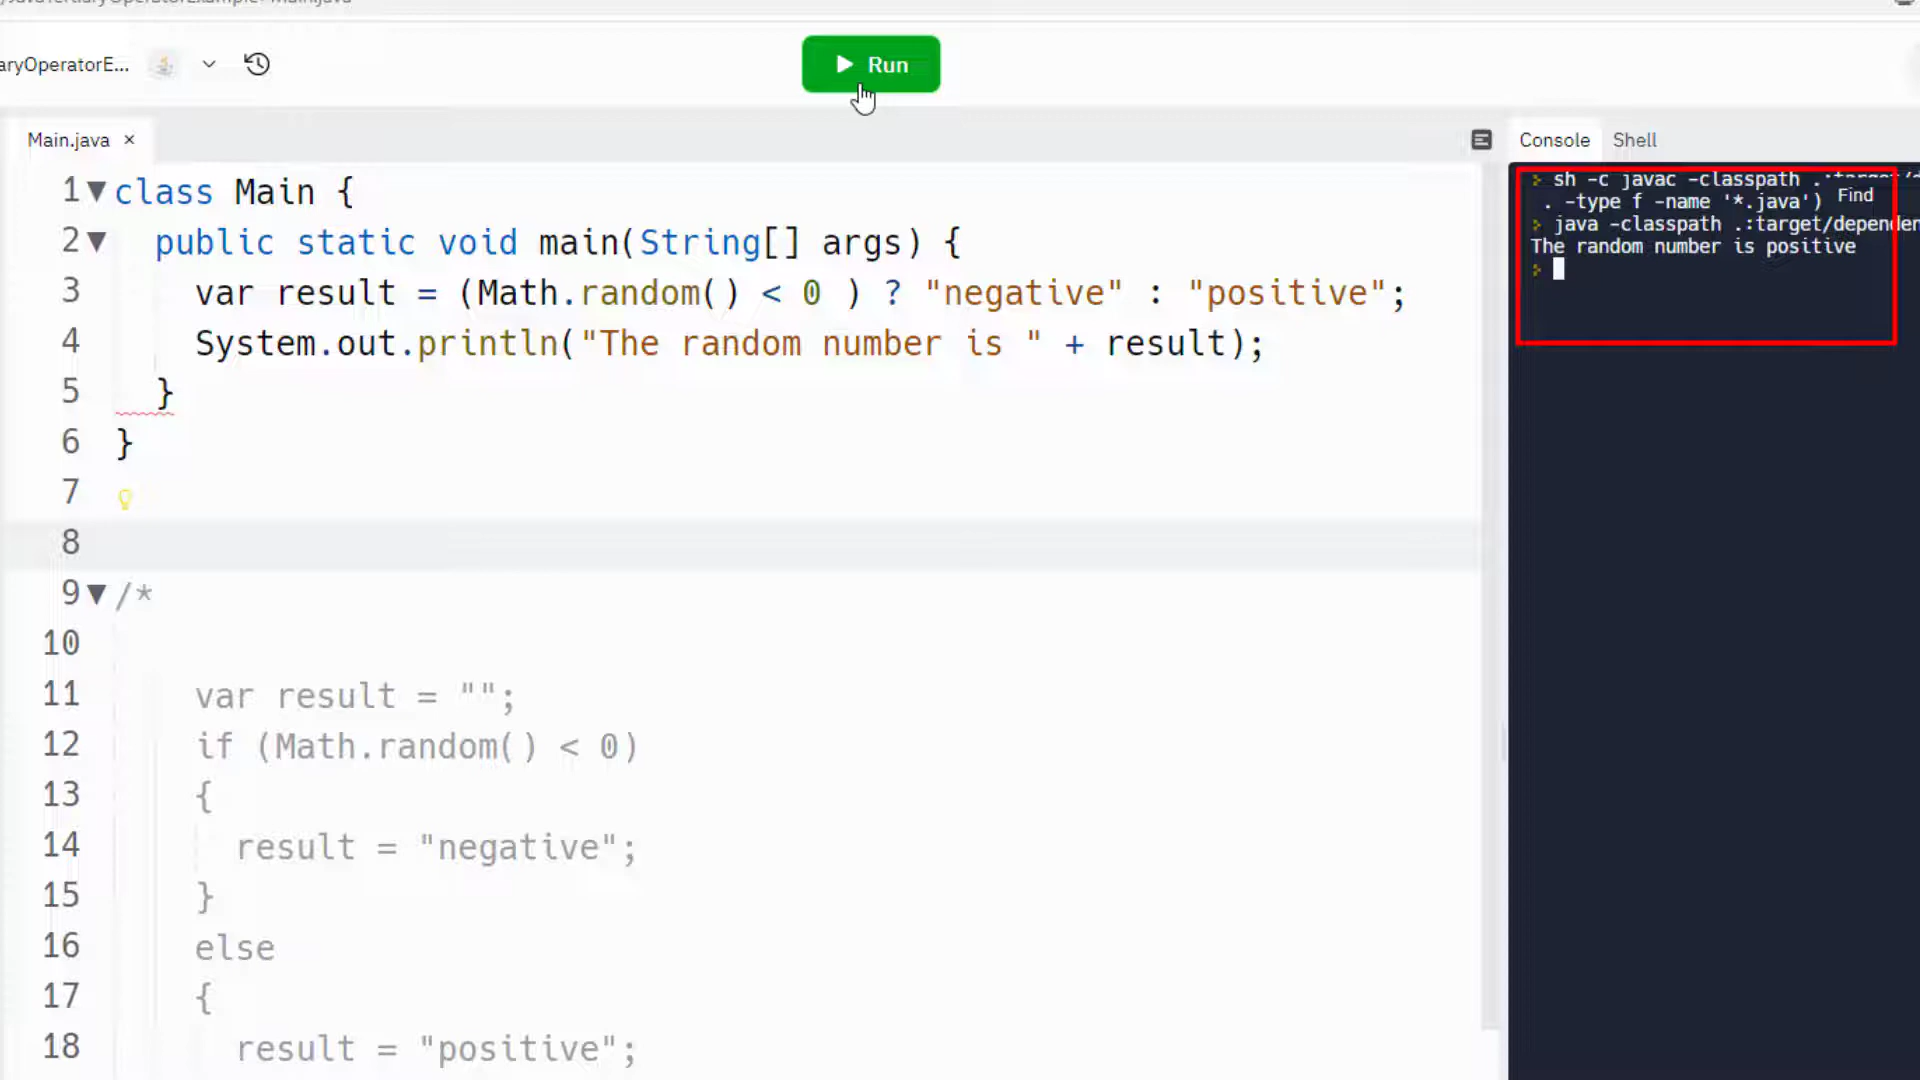 aryOperatorE...
Run
Main.java ×
Console Shell
1 class Main {
2 public static void main(String[] args) {
3 var result = (Math.random() < 0 ) ? "negative" : "positive";
4 System.out.println("The random number is " + result);
5 }
6 }
7
8
9 /*
10
11 var result = "";
12 if (Math.random() < 0)
13 {
14 result = "negative";
15 }
16 else
17 {
18 result = "positive";
sh -c javac -classpath .:target/d
. -type f -name '*.java') Find
java -classpath .:target/dependen
The random number is positive